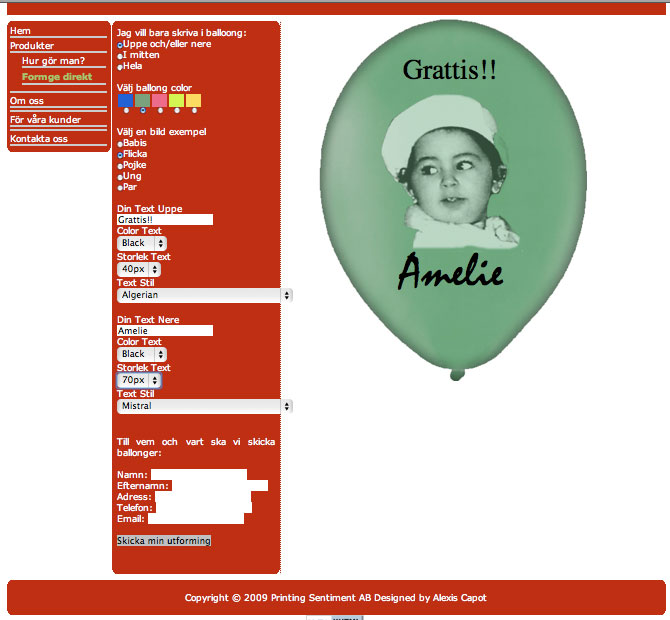 Hem
Produkter
Hur gör man?
Formge direkt
Om oss
För våra kunder
Kontakta oss
Jag vill bara skriva i balloong:
Uppe och/eller nere
I mitten
Hela
Välj ballong color
Välj en bild exempel
Babis
Flicka
Pojke
Ung
Par
Din Text Uppe
Grattis!!
Color Text
Black
Storlek Text
40px
Text Stil
Algerian
Din Text Nere
Amelie
Color Text
Black
Storlek Text
70px
Text Stil
Mistral
Till vem och vart ska vi skicka
ballonger:
Namn:
Efternamn:
Adress:
Telefon:
Email:
Skicka min utforming
Grattis!!
Amelie
Copyright © 2009 Printing Sentiment AB Designed by Alexis Capot